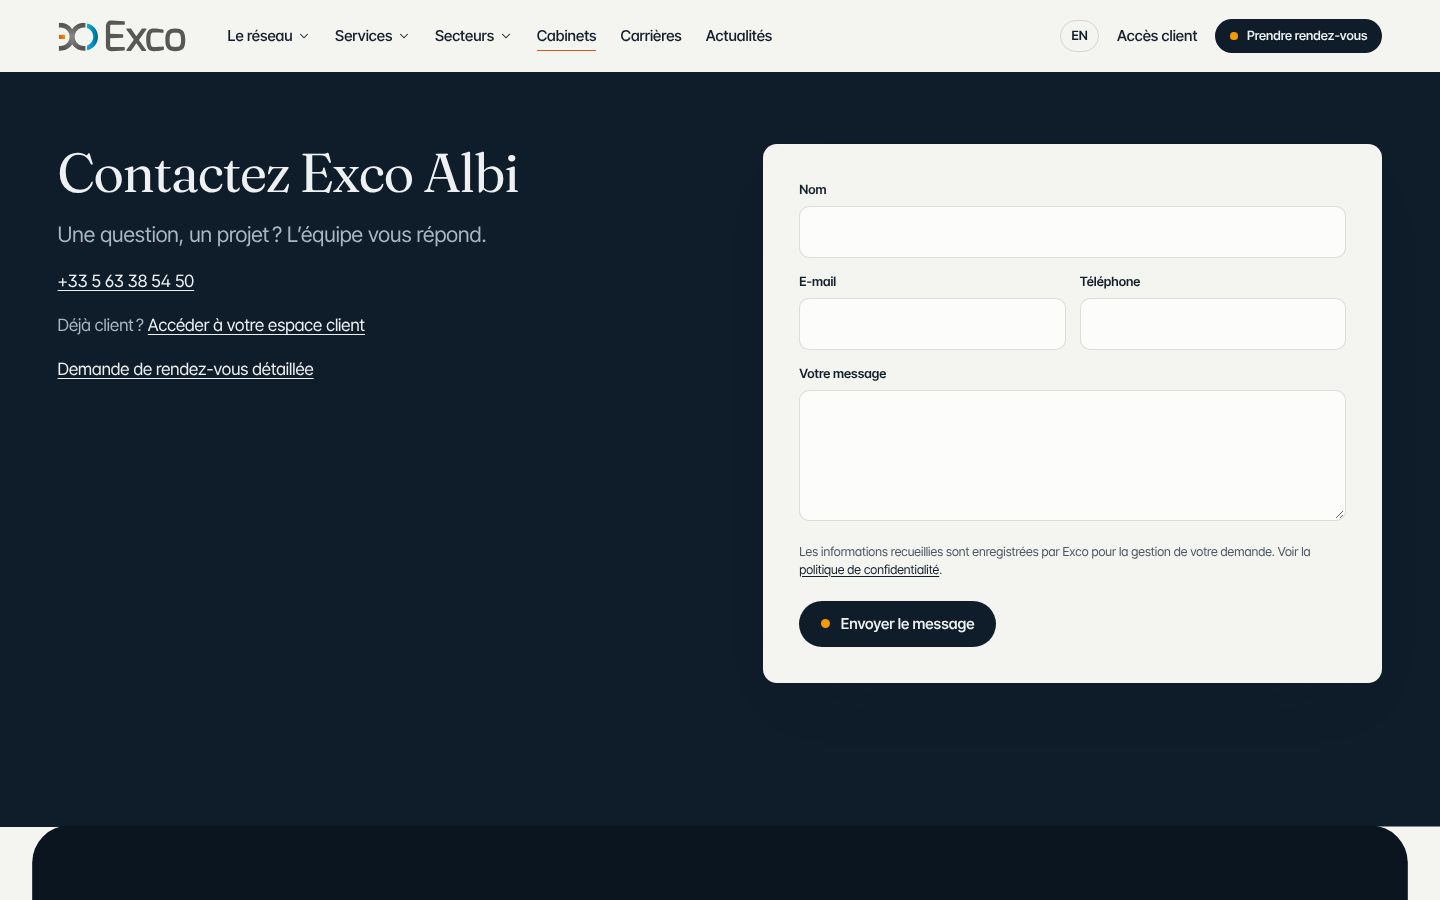 Exco
Le réseau
Services
Secteurs
Cabinets
Carrières
Actualités
EN
Accès client
Prendre rendez-vous
Contactez Exco Albi
Une question, un projet ? L’équipe vous répond.
+33 5 63 38 54 50
Déjà client ? Accéder à votre espace client
Demande de rendez-vous détaillée
Nom
E-mail
Téléphone
Votre message
Les informations recueillies sont enregistrées par Exco pour la gestion de votre demande. Voir la
politique de confidentialité.
Envoyer le message